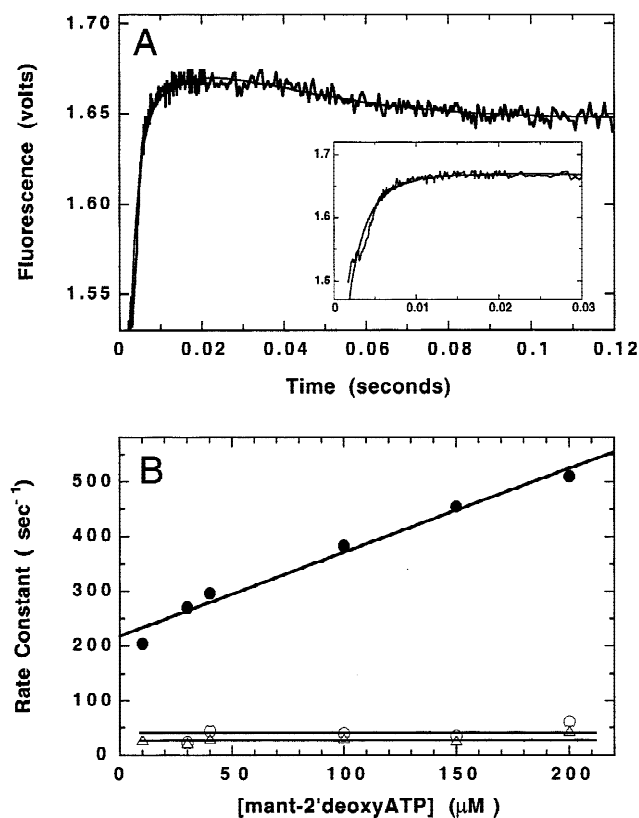 A
1.70
1.65
1.60
1.55
Fluorescence (volts)
1.7
1.6
1.5
0 0.01 0.02 0.03
0 0.02 0.04 0.06 0.08 0.1 0.12
Time (seconds)
B
500
400
300
200
100
0
Rate Constant ( sec⁻¹ )
0 50 100 150 200
[mant-2'deoxyATP] (μM )